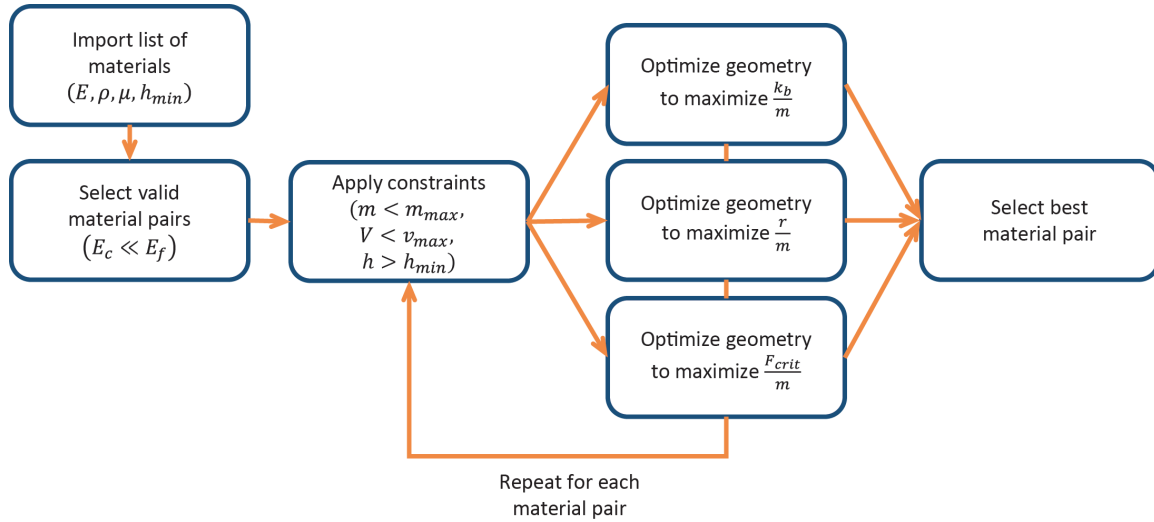 Import list of
materials
(E, ρ, μ, h_min)
Select valid
material pairs
(E_c ≪ E_f)
Apply constraints
(m < m_max,
V < v_max,
h > h_min)
Optimize geometry
to maximize k_b/m
Optimize geometry
to maximize r/m
Optimize geometry
to maximize F_crit/m
Select best
material pair
Repeat for each
material pair